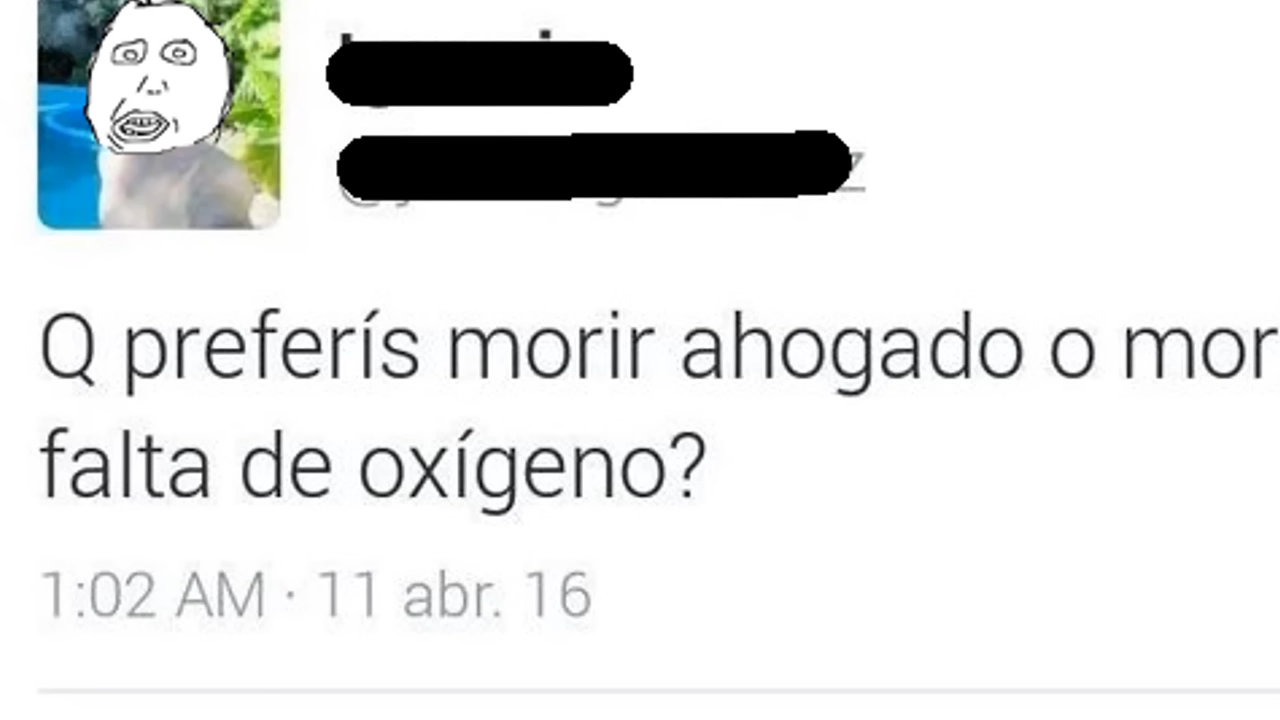 Q preferís morir ahogado o mor
falta de oxígeno?
1:02 AM · 11 abr. 16